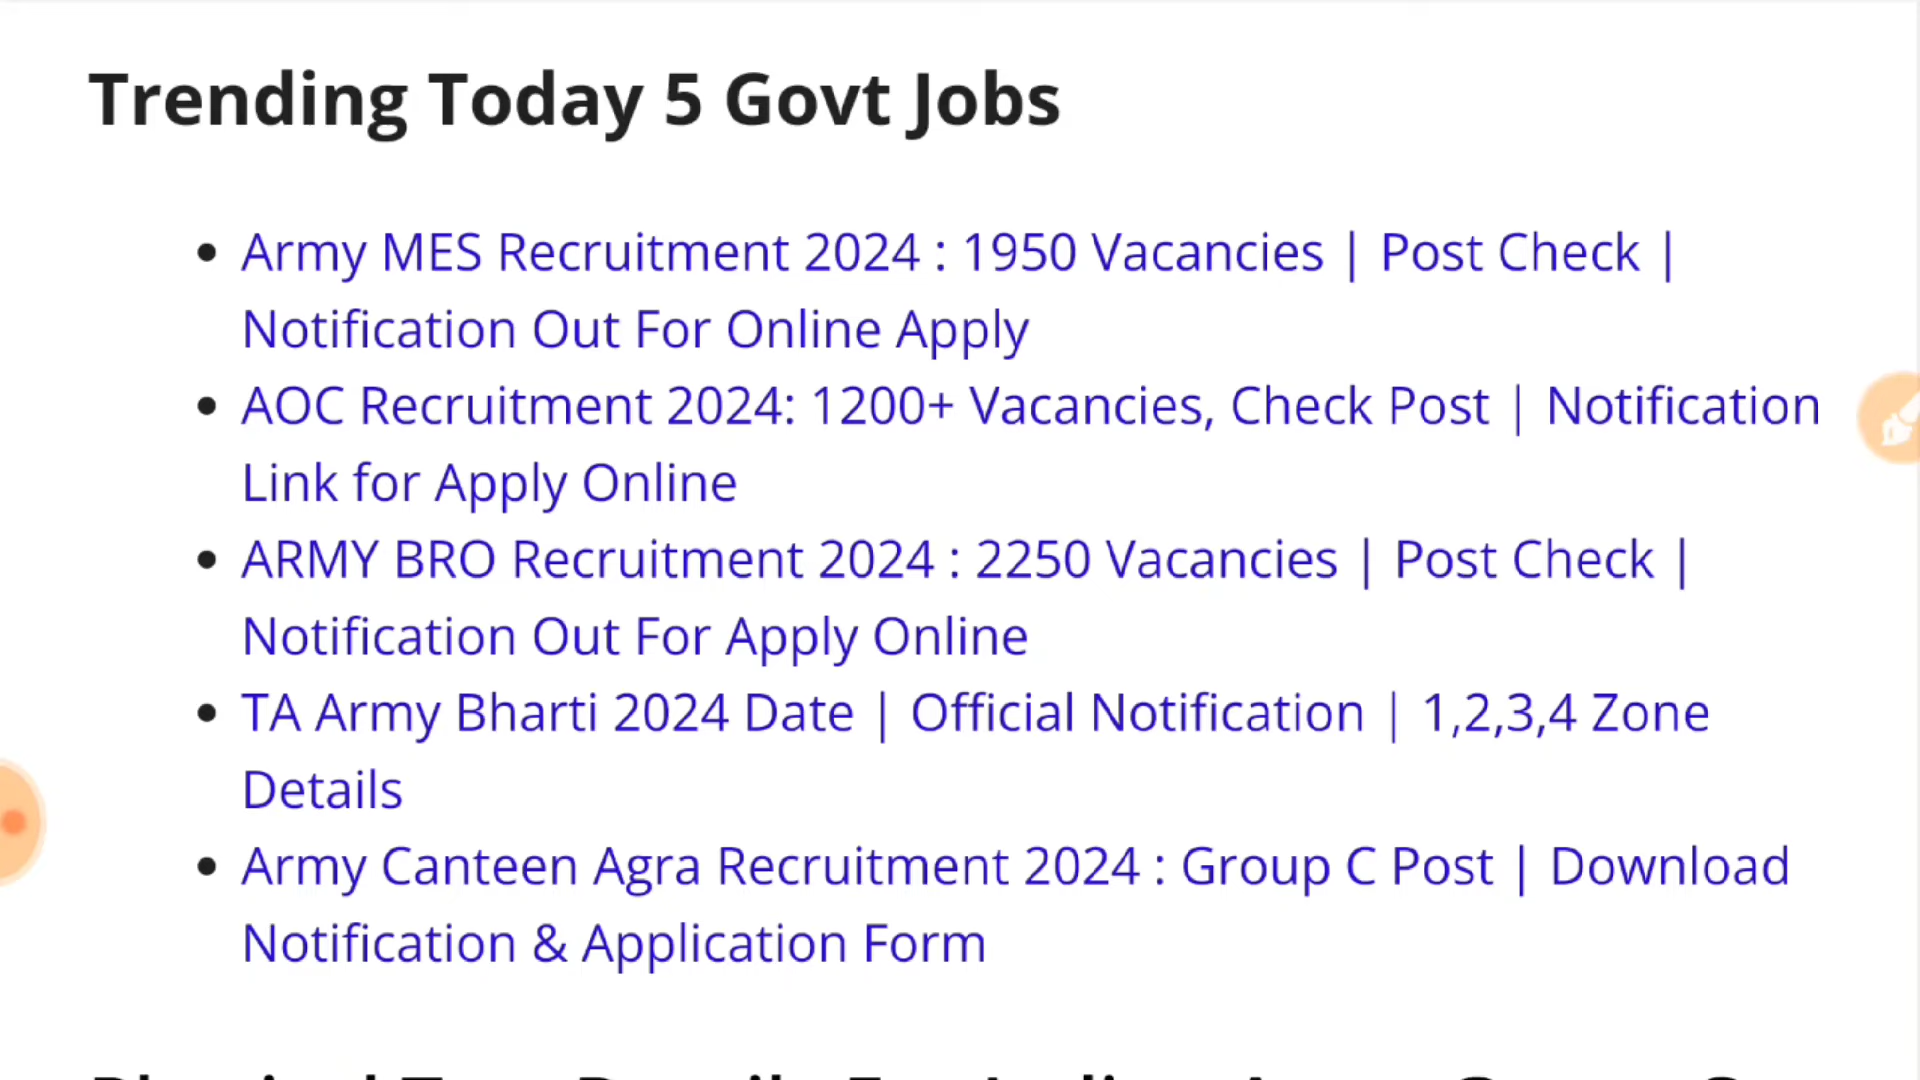 Trending Today 5 Govt Jobs
Army MES Recruitment 2024 : 1950 Vacancies | Post Check |
Notification Out For Online Apply
AOC Recruitment 2024: 1200+ Vacancies, Check Post | Notification
Link for Apply Online
ARMY BRO Recruitment 2024 : 2250 Vacancies | Post Check |
Notification Out For Apply Online
TA Army Bharti 2024 Date | Official Notification | 1,2,3,4 Zone
Details
Army Canteen Agra Recruitment 2024 : Group C Post | Download
Notification & Application Form